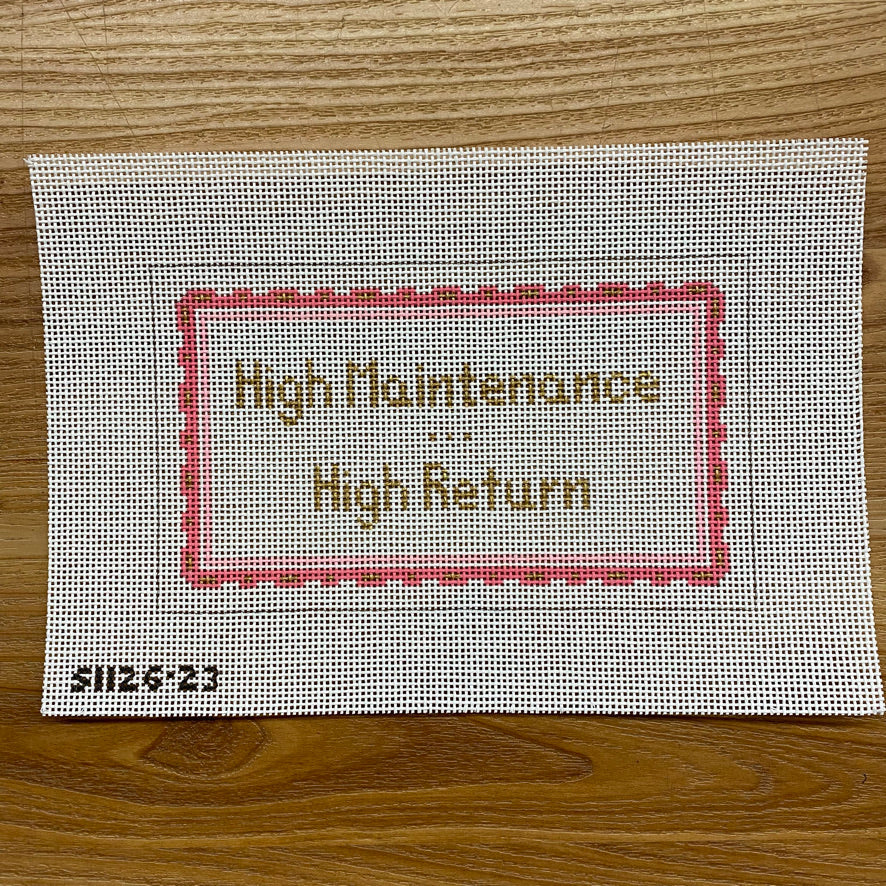 High Maintenance
...
High Return
S1126·23